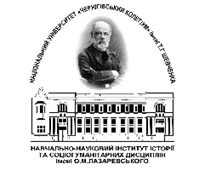 НАЦІОНАЛЬНИЙ УНІВЕРСИТЕТ «ЧЕРНІГІВСЬКИЙ КОЛЕГІУМ» імені Т.Г.ШЕВЧЕНКА
НАВЧАЛЬНО-НАУКОВИЙ ІНСТИТУТ ІСТОРІЇ
ТА СОЦІОГУМАНІТАРНИХ ДИСЦИПЛІН
імені О.М.ЛАЗАРЕВСЬКОГО